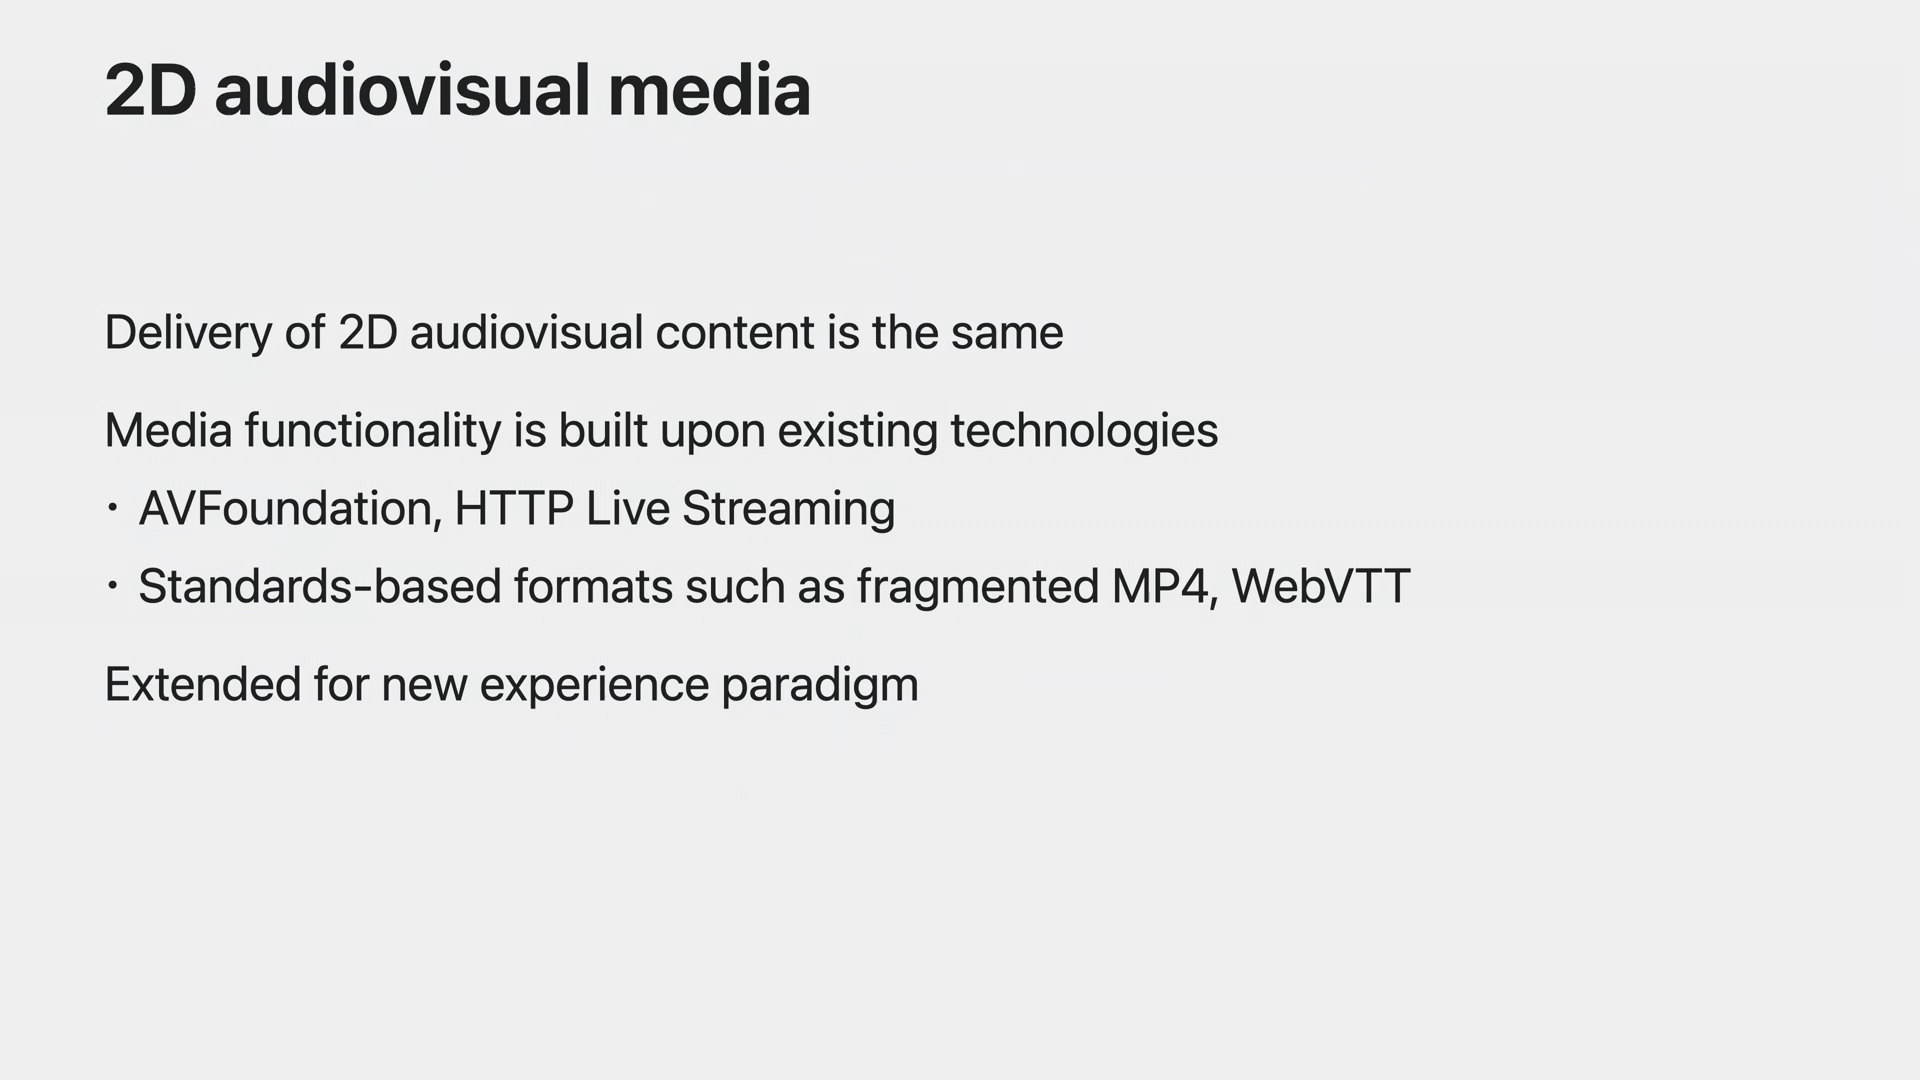 2D audiovisual media
Delivery of 2D audiovisual content is the same
Media functionality is built upon existing technologies
• AVFoundation, HTTP Live Streaming
• Standards-based formats such as fragmented MP4, WebVTT
Extended for new experience paradigm